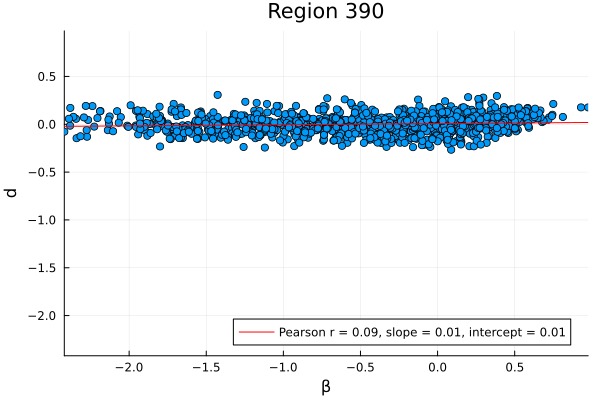 Region 390
d
0.5
0.0
−0.5
−1.0
−1.5
−2.0
Pearson r = 0.09, slope = 0.01, intercept = 0.01
−2.0 −1.5 −1.0 −0.5 0.0 0.5
β